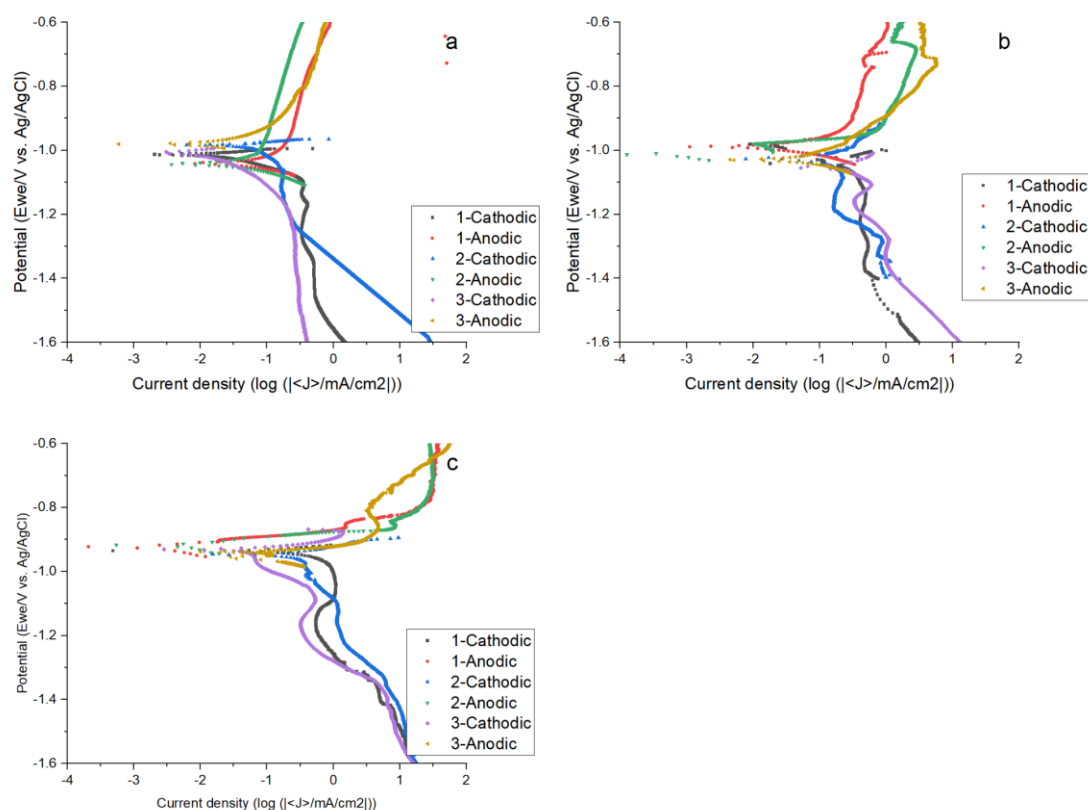 a
-0.6
-0.8
-1.0
-1.2
-1.4
-1.6
Potential (Ewe/V vs. Ag/AgCl)
1-Cathodic
1-Anodic
2-Cathodic
2-Anodic
3-Cathodic
3-Anodic
-4
-3
-2
-1
0
1
2
Current density (log (|<J>/mA/cm2|))
b
-0.6
-0.8
-1.0
-1.2
-1.4
-1.6
Potential (Ewe/V vs. Ag/AgCl)
1-Cathodic
1-Anodic
2-Cathodic
2-Anodic
3-Cathodic
3-Anodic
-4
-3
-2
-1
0
1
2
Current density (log (|<J>/mA/cm2|))
c
-0.6
-0.8
-1.0
-1.2
-1.4
-1.6
Potential (Ewe/V vs. Ag/AgCl)
1-Cathodic
1-Anodic
2-Cathodic
2-Anodic
3-Cathodic
3-Anodic
-4
-3
-2
-1
0
1
2
Current density (log (|<J>/mA/cm2|))